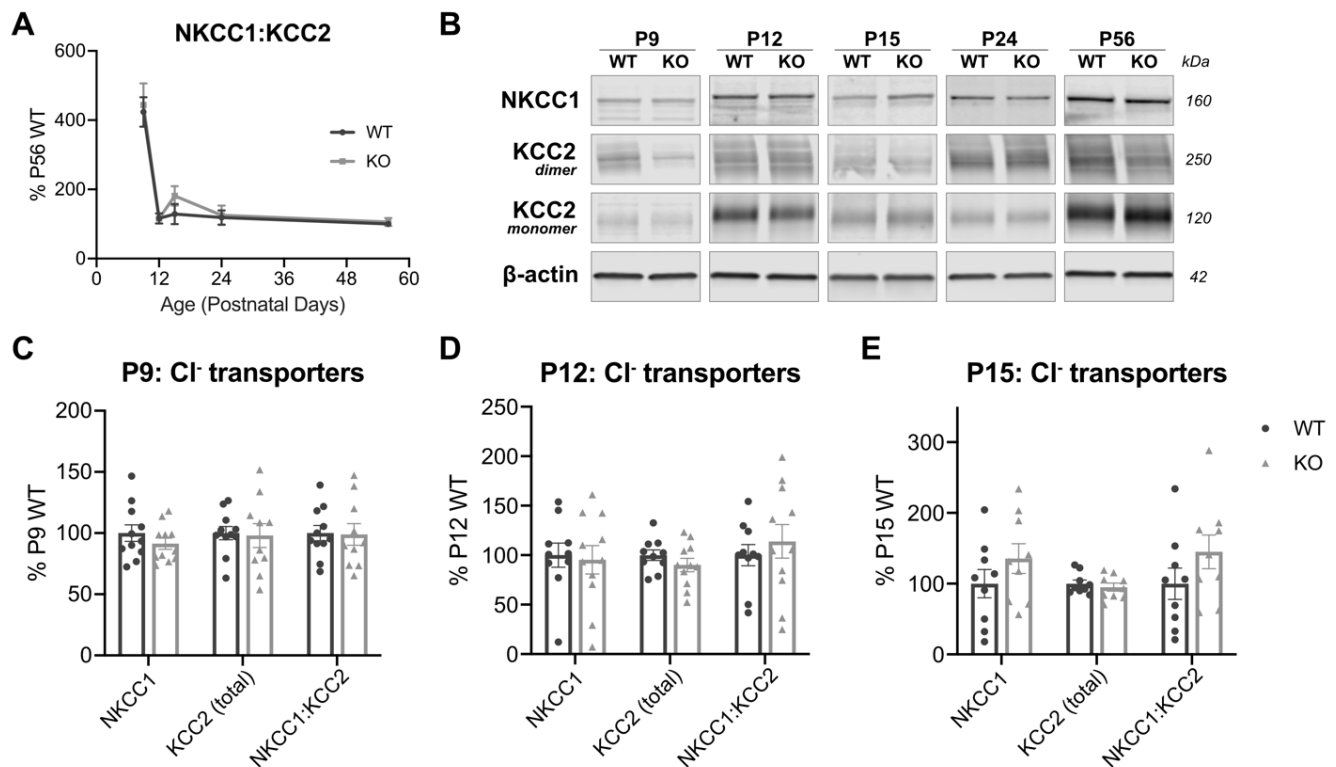 A
NKCC1:KCC2
% P56 WT
600
400
200
0
0 12 24 36 48 60
Age (Postnatal Days)
WT
KO
B
P9 P12 P15 P24 P56
WT KO WT KO WT KO WT KO WT KO kDa
NKCC1 160
KCC2 dimer 250
KCC2 monomer 120
β-actin 42
C
P9: Cl- transporters
% P9 WT
200
150
100
50
0
NKCC1
KCC2 (total)
NKCC1:KCC2
D
P12: Cl- transporters
% P12 WT
250
200
150
100
50
0
NKCC1
KCC2 (total)
NKCC1:KCC2
E
P15: Cl- transporters
% P15 WT
300
200
100
0
NKCC1
KCC2 (total)
NKCC1:KCC2
WT
KO